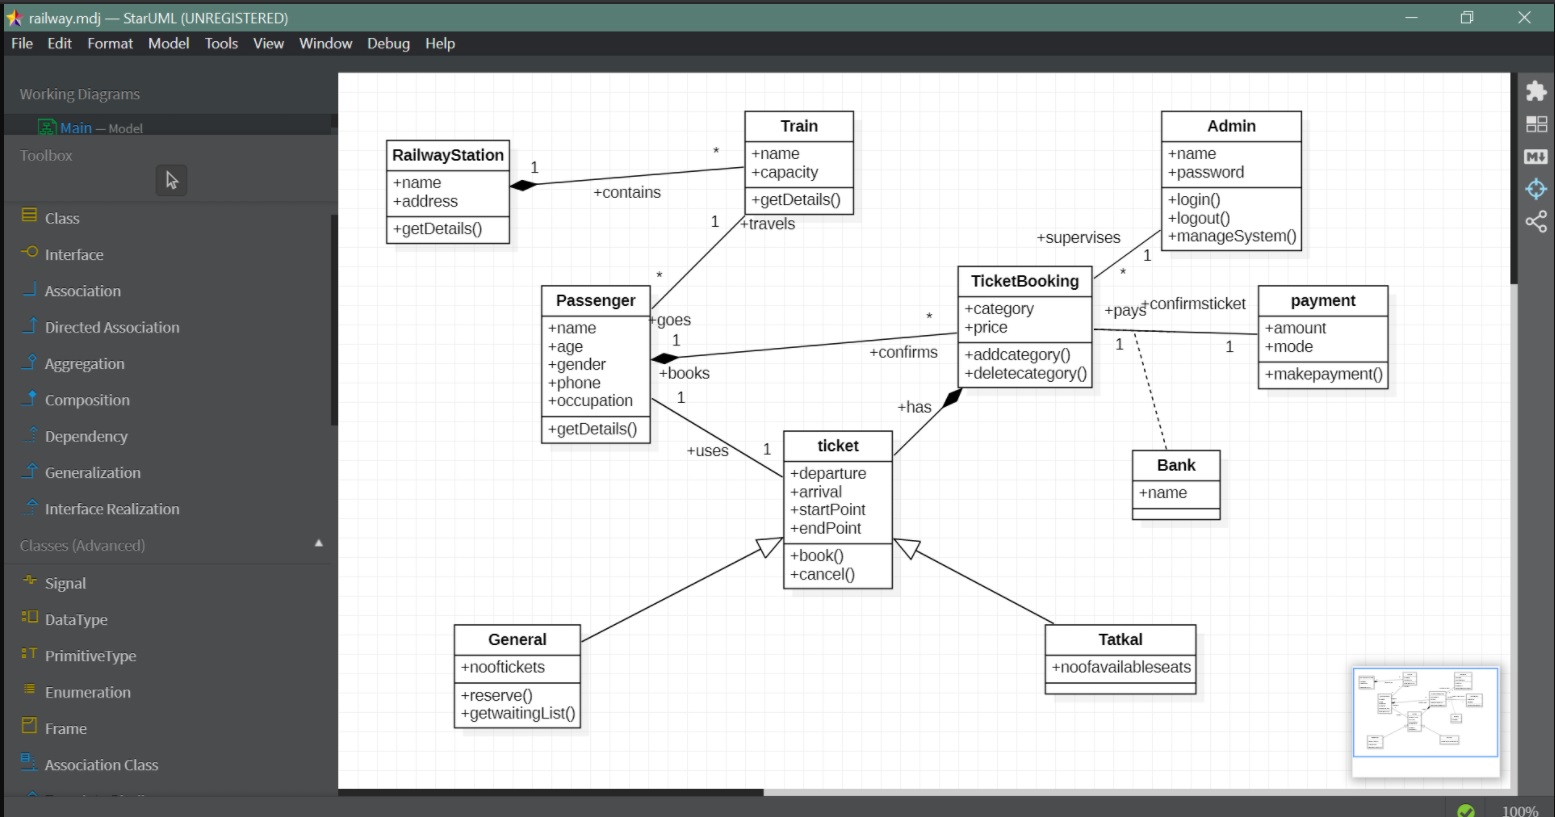 railway.mdj — StarUML (UNREGISTERED)
File Edit Format Model Tools View Window Debug Help
Working Diagrams
Main — Model
Toolbox
Class
Interface
Association
Directed Association
Aggregation
Composition
Dependency
Generalization
Interface Realization
Classes (Advanced)
Signal
DataType
PrimitiveType
Enumeration
Frame
Association Class
RailwayStation
+name
+address
+getDetails()
1
*
+contains
Train
+name
+capacity
+getDetails()
1
+travels
*
+goes
Passenger
+name
+age
+gender
+phone
+occupation
+getDetails()
1
+books
*
+confirms
1
+uses
1
TicketBooking
+category
+price
+addcategory()
+deletecategory()
+has
Admin
+name
+password
+login()
+logout()
+manageSystem()
+supervises
1
*
+pays
+confirmsticket
1
1
payment
+amount
+mode
+makepayment()
Bank
+name
ticket
+departure
+arrival
+startPoint
+endPoint
+book()
+cancel()
General
+nooftickets
+reserve()
+getwaitingList()
Tatkal
+noofavailableseats
M
100%